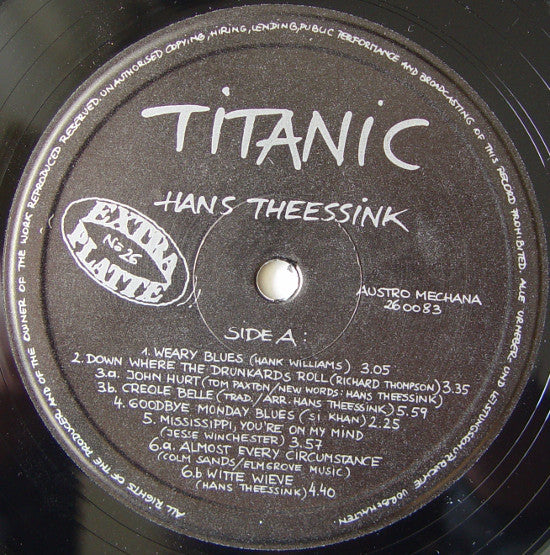 ALL RIGHTS OF THE PRODUCER AND OF THE OWNER OF THE WORK REPRODUCED RESERVED. UNAUTHORISED COPYING, HIRING, LENDING, PUBLIC PERFORMANCE AND BROADCASTING OF THIS RECORD PROHIBITED. ALLE URHEBER UND LEISTUNGSSCHUTZRECHTE VORBEHALTEN.
TITANIC
HANS THEESSINK
EXTRA
No 26
PLATTE
AUSTRO MECHANA
260083
SIDE A:
1. WEARY BLUES (HANK WILLIAMS) 3.05
2. DOWN WHERE THE DRUNKARDS ROLL (RICHARD THOMPSON) 3.35
3.a. JOHN HURT (TOM PAXTON/NEW WORDS: HANS THEESSINK)
3b. CREOLE BELLE (TRAD./ARR. HANS THEESSINK) 5.59
4. GOODBYE MONDAY BLUES (SI KHAN) 2.25
5. MISSISSIPPI, YOU'RE ON MY MIND
(JESSE WINCHESTER) 3.57
6.a. ALMOST EVERY CIRCUMSTANCE
(COLM SANDS/ELMGROVE MUSIC)
6.b WITTE WIEVE
(HANS THEESSINK) 4.40